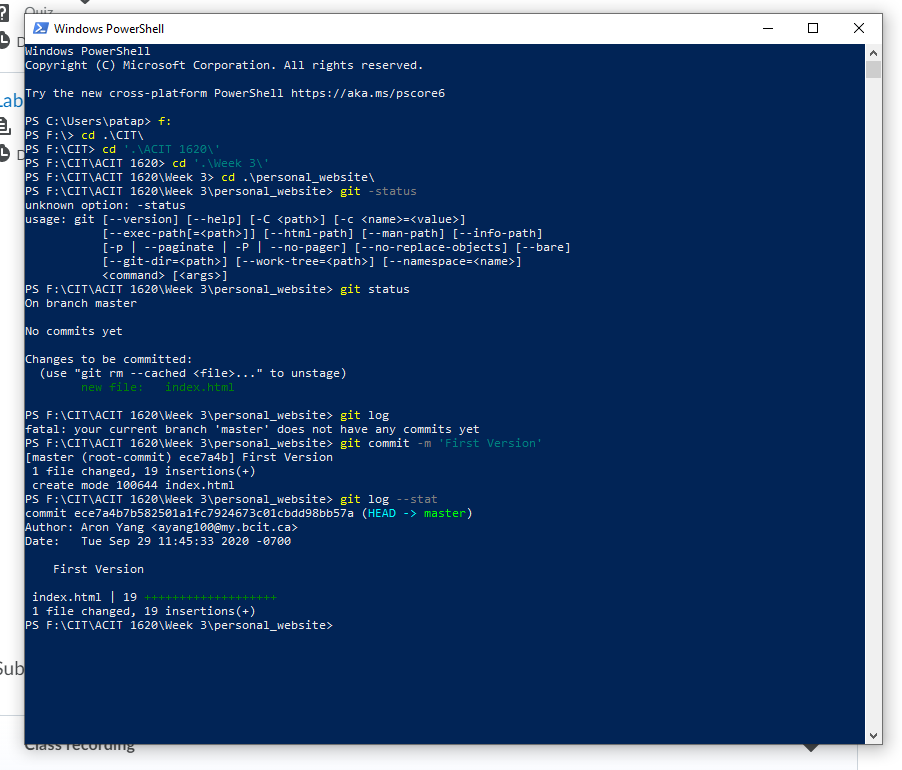 Quiz
Windows PowerShell
Windows PowerShell
Copyright (C) Microsoft Corporation. All rights reserved.
Try the new cross-platform PowerShell https://aka.ms/pscore6
PS C:\Users\patap> f:
PS F:\> cd .\CIT\
PS F:\CIT> cd '.\ACIT 1620\'
PS F:\CIT\ACIT 1620> cd '.\Week 3\'
PS F:\CIT\ACIT 1620\Week 3> cd .\personal_website\
PS F:\CIT\ACIT 1620\Week 3\personal_website> git -status
unknown option: -status
usage: git [--version] [--help] [-C <path>] [-c <name>=<value>]
           [--exec-path[=<path>]] [--html-path] [--man-path] [--info-path]
           [-p | --paginate | -P | --no-pager] [--no-replace-objects] [--bare]
           [--git-dir=<path>] [--work-tree=<path>] [--namespace=<name>]
           <command> [<args>]
PS F:\CIT\ACIT 1620\Week 3\personal_website> git status
On branch master
No commits yet
Changes to be committed:
  (use "git rm --cached <file>..." to unstage)
        new file:   index.html
PS F:\CIT\ACIT 1620\Week 3\personal_website> git log
fatal: your current branch 'master' does not have any commits yet
PS F:\CIT\ACIT 1620\Week 3\personal_website> git commit -m 'First Version'
[master (root-commit) ece7a4b] First Version
 1 file changed, 19 insertions(+)
 create mode 100644 index.html
PS F:\CIT\ACIT 1620\Week 3\personal_website> git log --stat
commit ece7a4b7b582501a1fc7924673c01cbdd98bb57a (HEAD -> master)
Author: Aron Yang <ayang100@my.bcit.ca>
Date:   Tue Sep 29 11:45:33 2020 -0700
    First Version
 index.html | 19 +++++++++++++++++++
 1 file changed, 19 insertions(+)
PS F:\CIT\ACIT 1620\Week 3\personal_website>
Lab
Sub
Class recording